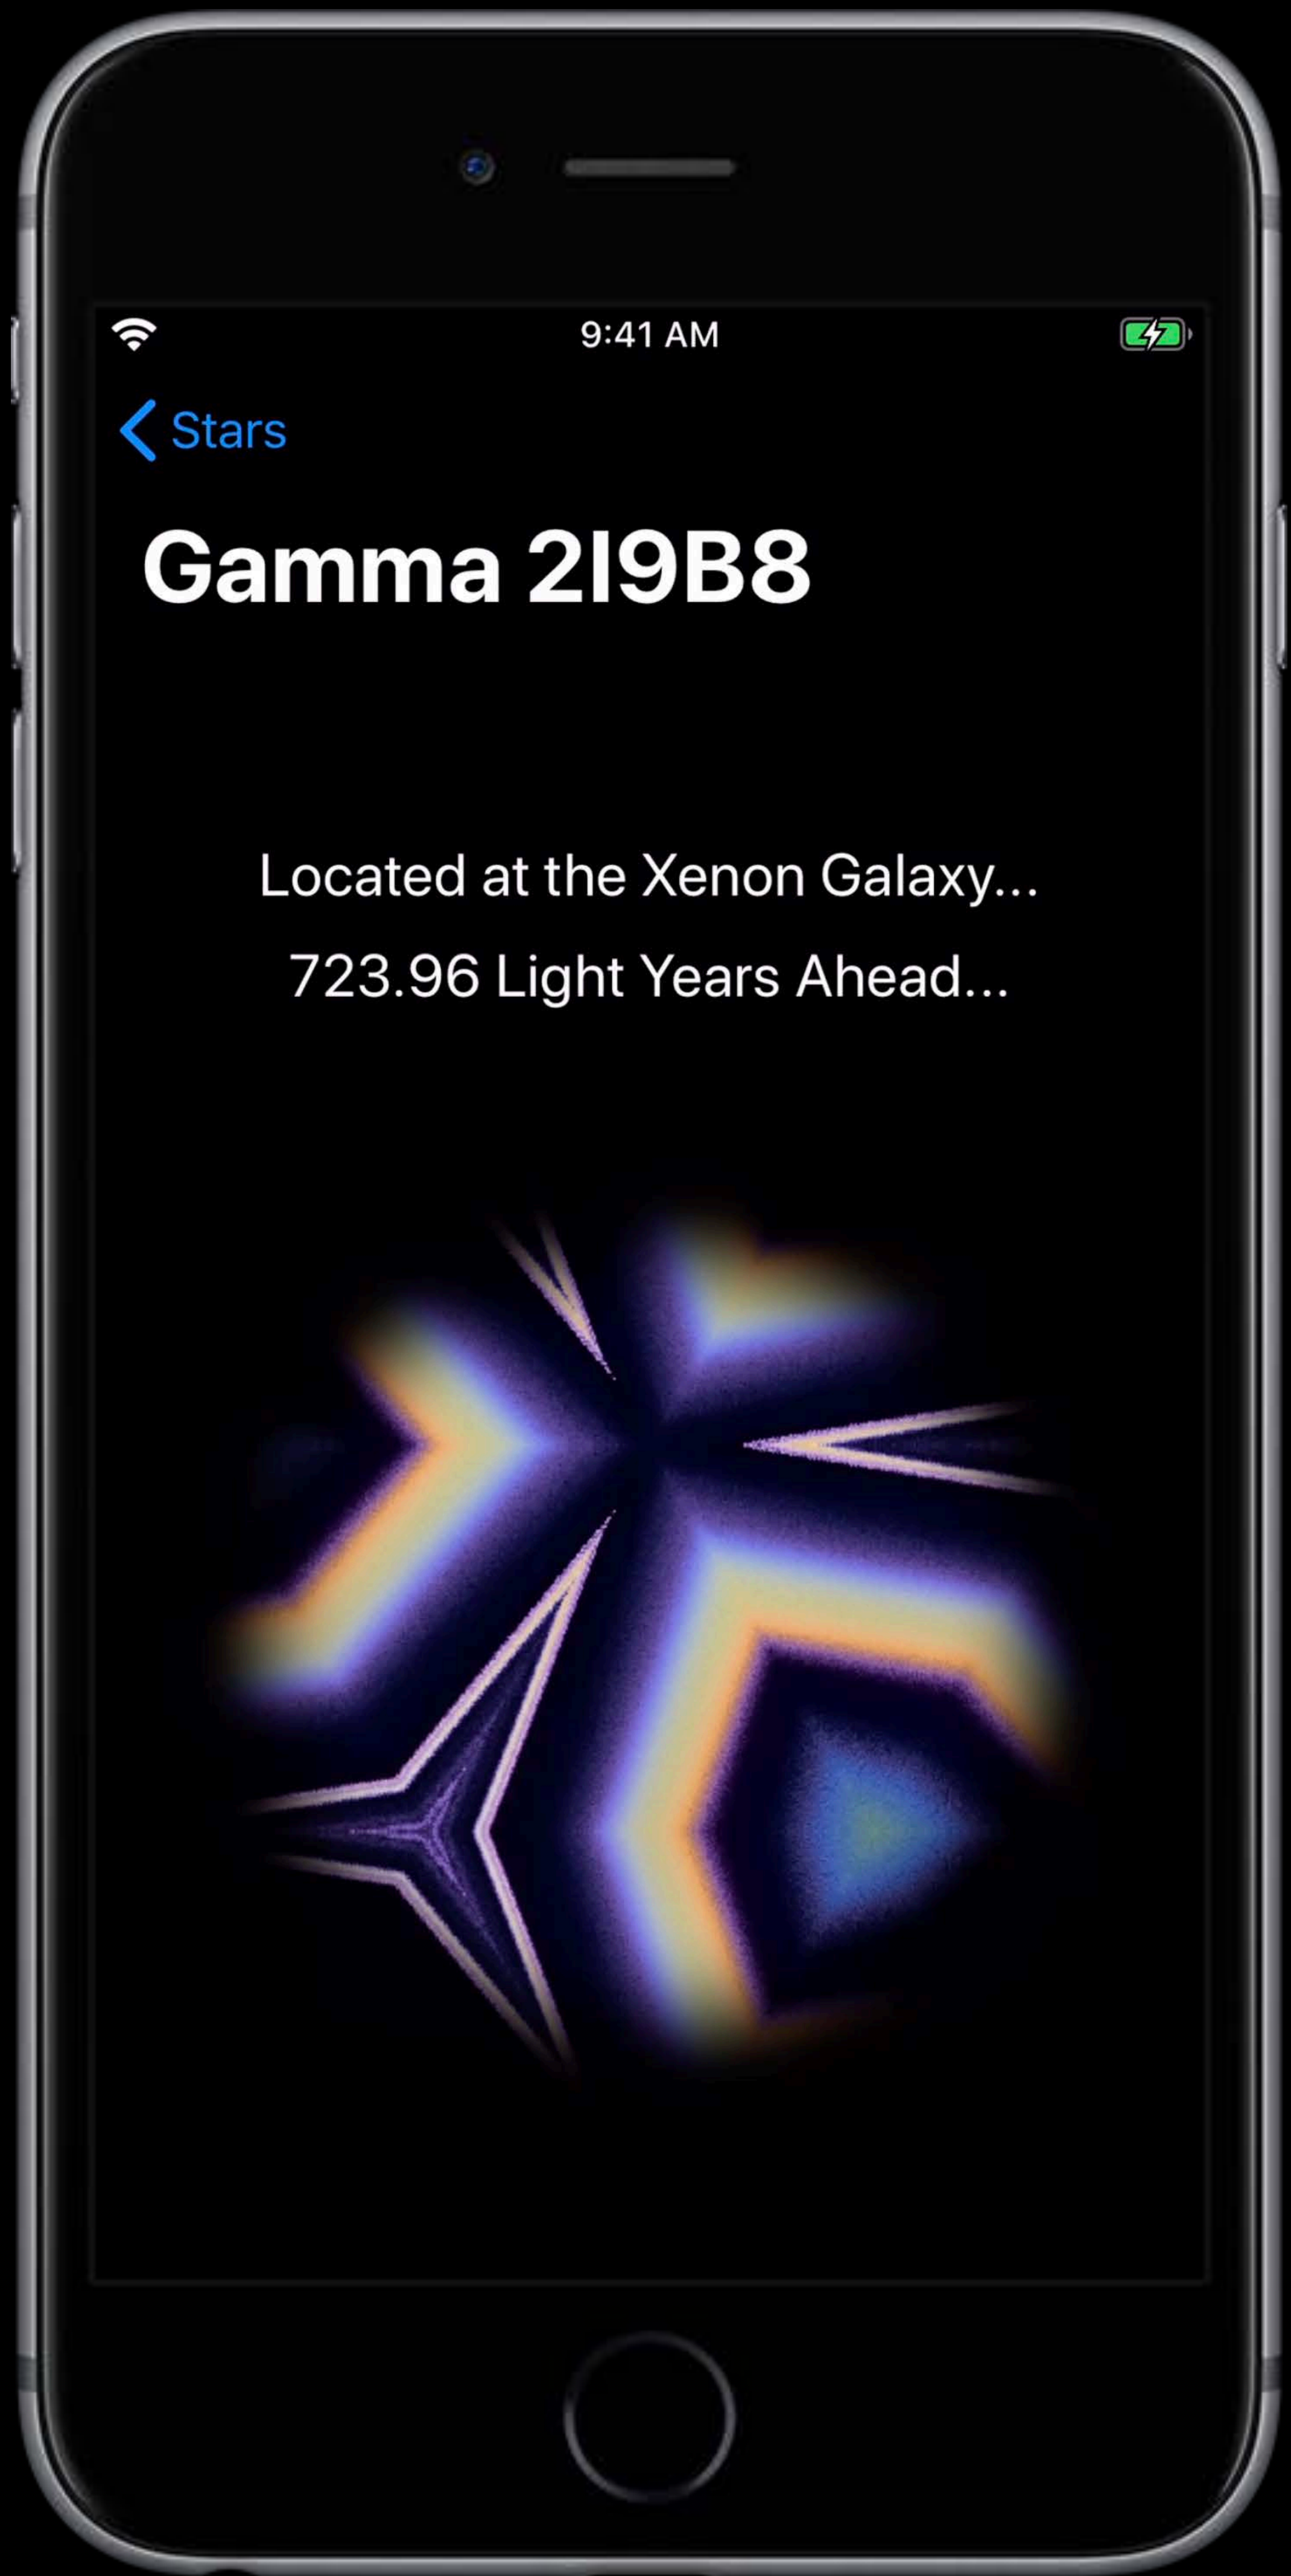 9:41 AM
Stars
Gamma 2I9B8
Located at the Xenon Galaxy...
723.96 Light Years Ahead...